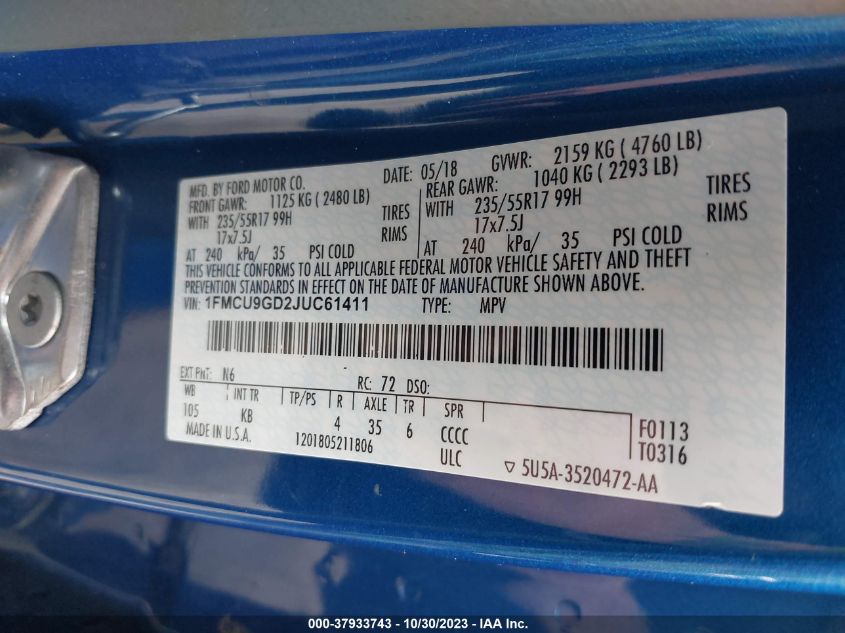 MFD. BY FORD MOTOR CO. DATE: 05/18 GVWR: 2159 KG ( 4760 LB)
FRONT GAWR: 1125 KG ( 2480 LB) REAR GAWR: 1040 KG ( 2293 LB)
WITH 235/55R17 99H TIRES WITH 235/55R17 99H TIRES
17x7.5J RIMS 17x7.5J RIMS
AT 240 kPa/ 35 PSI COLD AT 240 kPa/ 35 PSI COLD
THIS VEHICLE CONFORMS TO ALL APPLICABLE FEDERAL MOTOR VEHICLE SAFETY AND THEFT
PREVENTION STANDARDS IN EFFECT ON THE DATE OF MANUFACTURE SHOWN ABOVE.
VIN: 1FMCU9GD2JUC61411 TYPE: MPV
EXT PNT: N6 RC: 72 DSO:
WB INT TR TP/PS R AXLE TR SPR
105 KB 4 35 6 CCCC F0113
MADE IN U.S.A. 1201805211806 ULC T0316
▽ 5U5A-3520472-AA
000-37933743 - 10/30/2023 - IAA Inc.